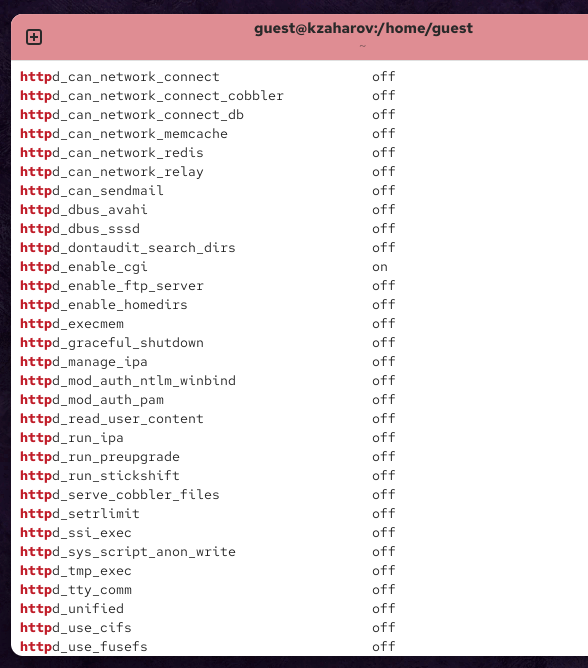 guest@kzaharov:/home/guest
~
httpd_can_network_connect off
httpd_can_network_connect_cobbler off
httpd_can_network_connect_db off
httpd_can_network_memcache off
httpd_can_network_redis off
httpd_can_network_relay off
httpd_can_sendmail off
httpd_dbus_avahi off
httpd_dbus_sssd off
httpd_dontaudit_search_dirs off
httpd_enable_cgi on
httpd_enable_ftp_server off
httpd_enable_homedirs off
httpd_execmem off
httpd_graceful_shutdown off
httpd_manage_ipa off
httpd_mod_auth_ntlm_winbind off
httpd_mod_auth_pam off
httpd_read_user_content off
httpd_run_ipa off
httpd_run_preupgrade off
httpd_run_stickshift off
httpd_serve_cobbler_files off
httpd_setrlimit off
httpd_ssi_exec off
httpd_sys_script_anon_write off
httpd_tmp_exec off
httpd_tty_comm off
httpd_unified off
httpd_use_cifs off
httpd_use_fusefs off